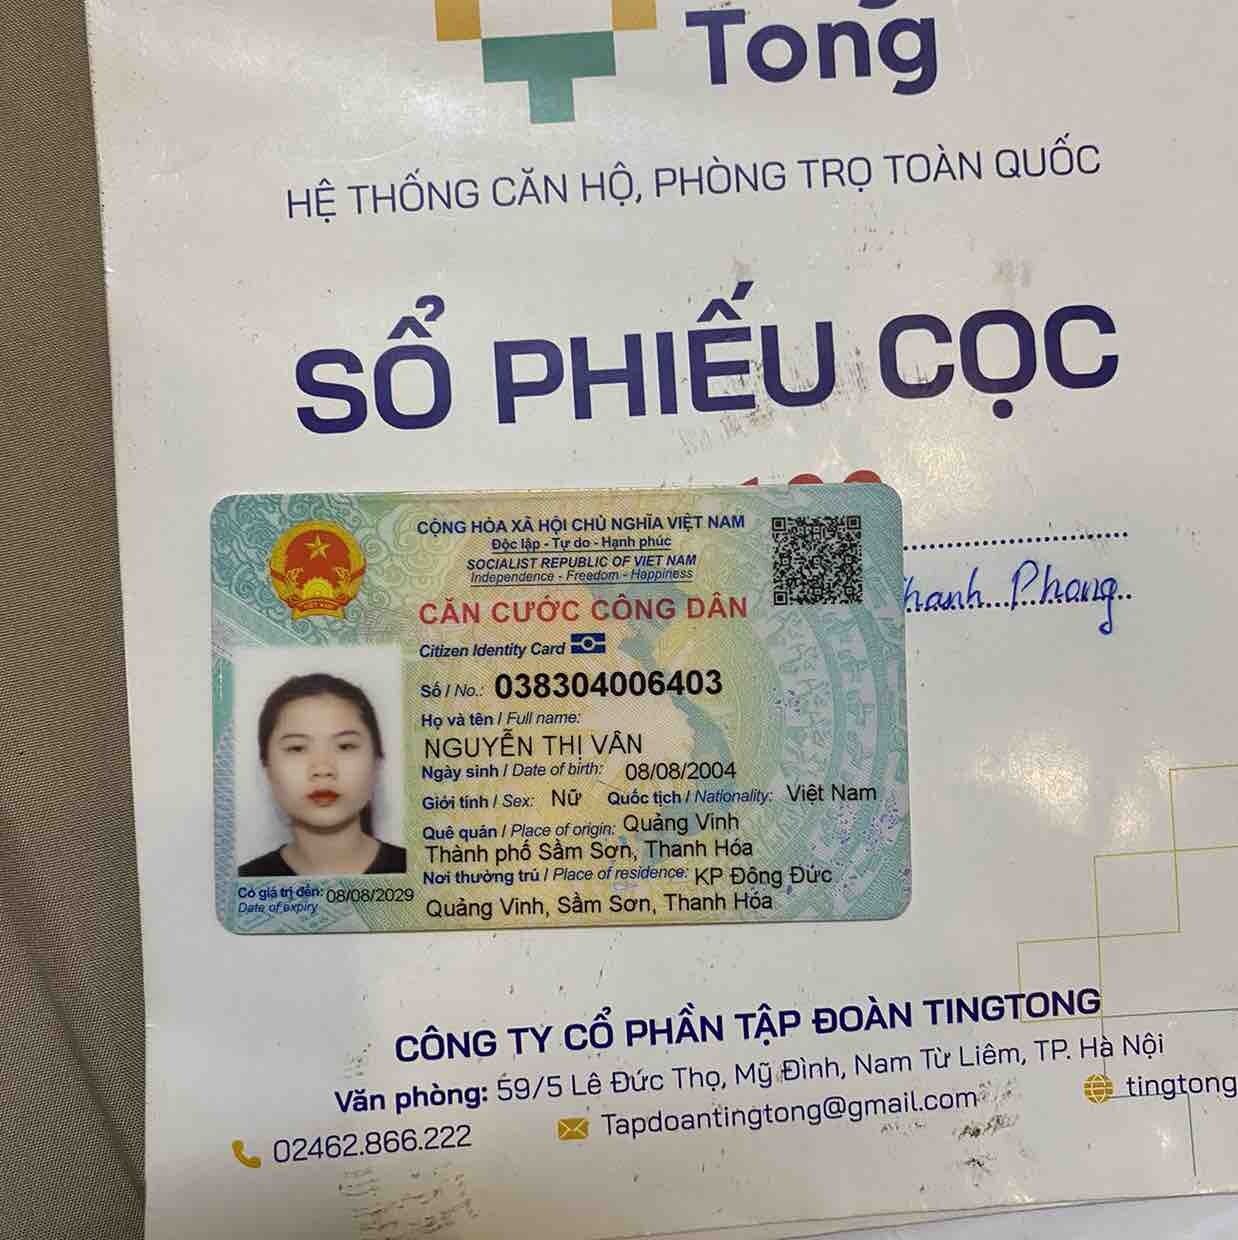 Tong
HỆ THỐNG CĂN HỘ, PHÒNG TRỌ TOÀN QUỐC
SỔ PHIẾU CỌC
CỘNG HÒA XÃ HỘI CHỦ NGHĨA VIỆT NAM
Độc lập - Tự do - Hạnh phúc
SOCIALIST REPUBLIC OF VIET NAM
Independence - Freedom - Happiness
CĂN CƯỚC CÔNG DÂN
Citizen Identity Card
Số / No.: 038304006403
Họ và tên / Full name:
NGUYỄN THỊ VÂN
Ngày sinh / Date of birth: 08/08/2004
Giới tính / Sex: Nữ Quốc tịch / Nationality: Việt Nam
Quê quán / Place of origin: Quảng Vinh
Thành phố Sầm Sơn, Thanh Hóa
Nơi thường trú / Place of residence: KP Đông Đức
Quảng Vinh, Sầm Sơn, Thanh Hóa
Có giá trị đến: 08/08/2029
Date of expiry
hanh Phong
CÔNG TY CỔ PHẦN TẬP ĐOÀN TINGTONG
Văn phòng: 59/5 Lê Đức Thọ, Mỹ Đình, Nam Từ Liêm, TP. Hà Nội
02462.866.222 Tapdoantingtong@gmail.com tingtong